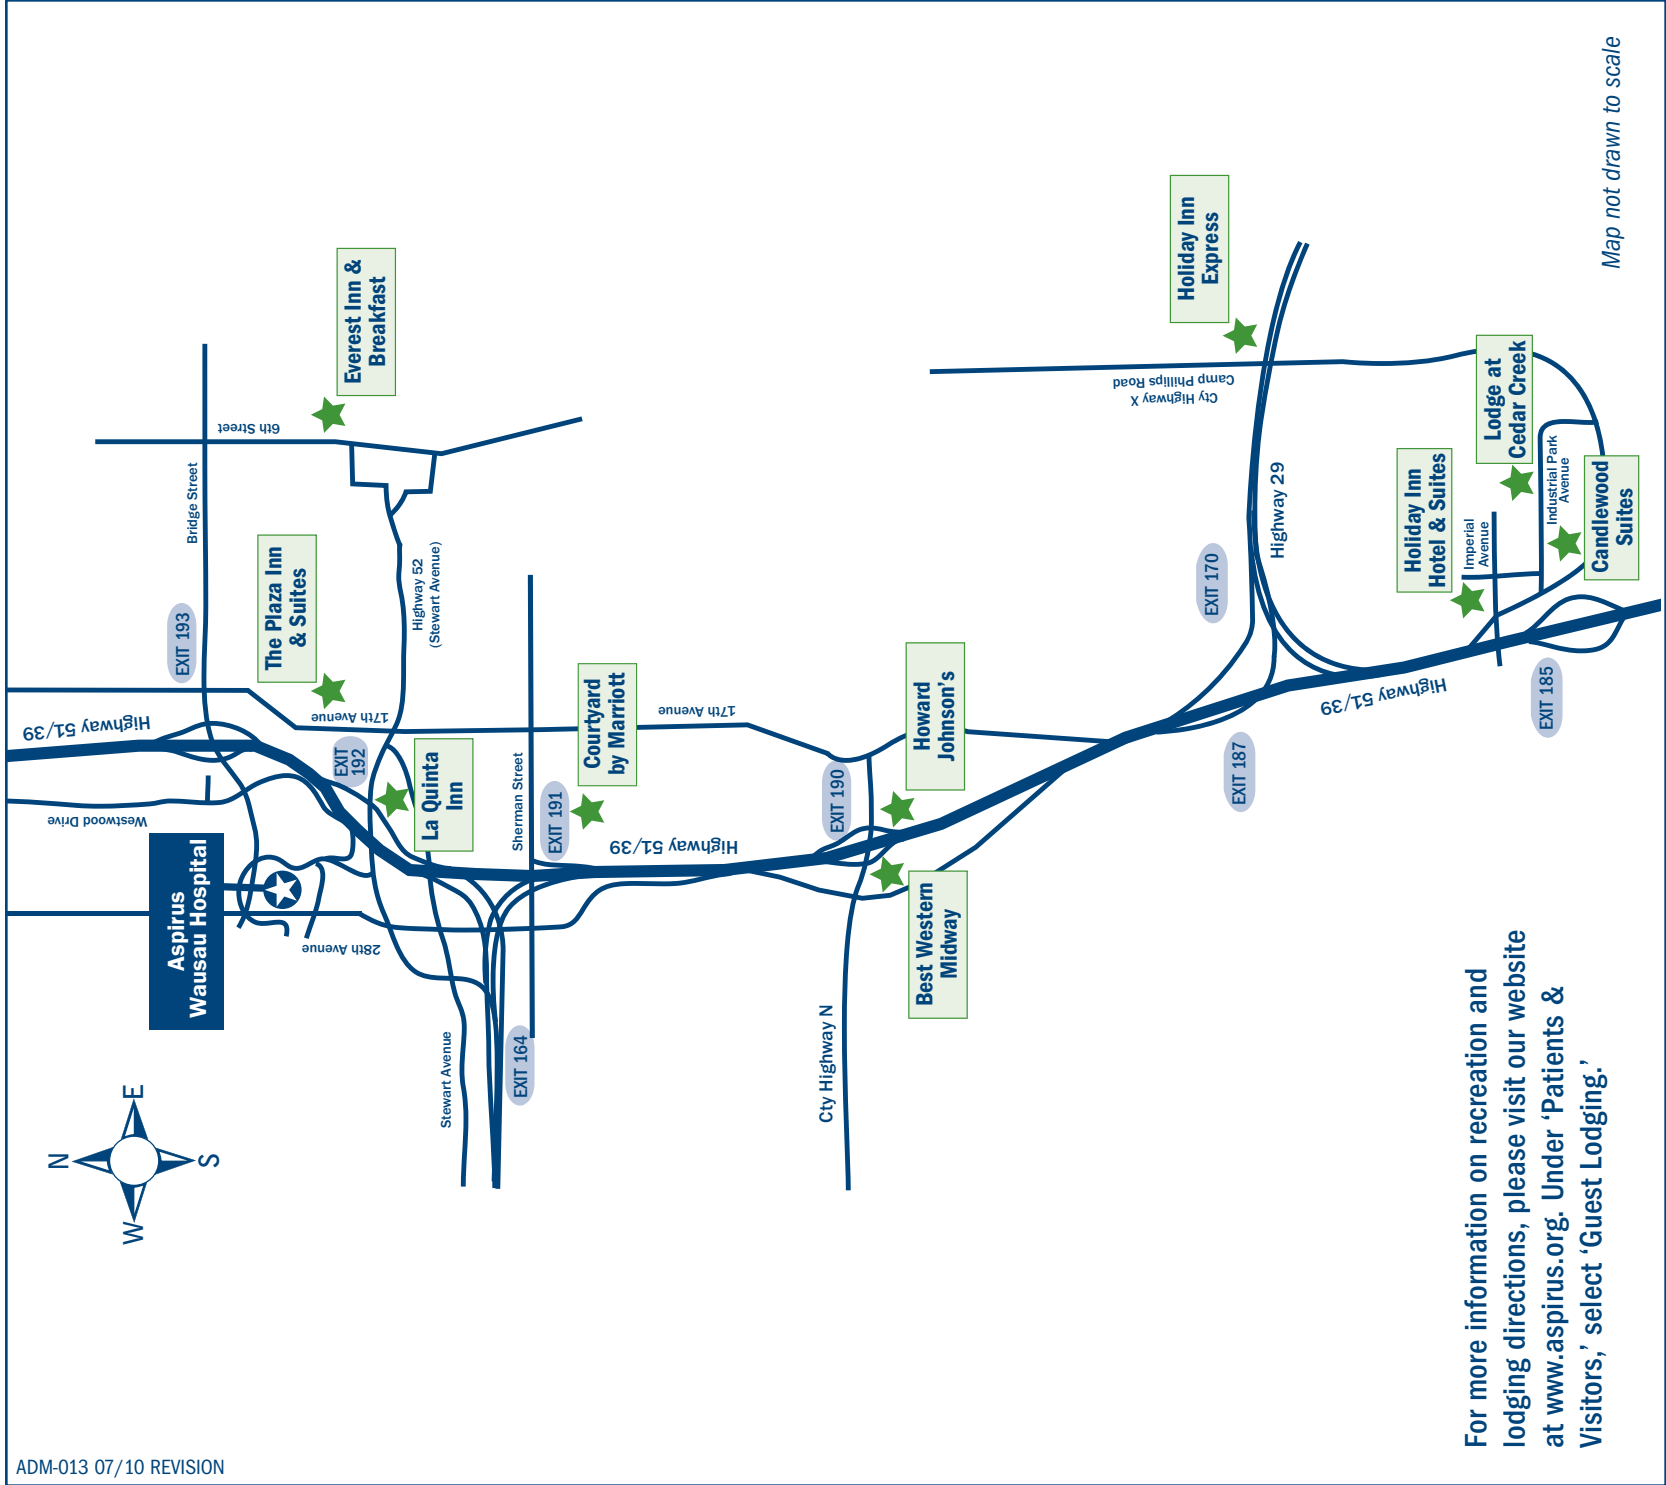 N
W
E
S
Aspirus
Wausau Hospital
Westwood Drive
Highway 51/39
28th Avenue
EXIT 193
Bridge Street
6th Street
Everest Inn &
Breakfast
The Plaza Inn
& Suites
17th Avenue
EXIT
192
La Quinta
Inn
Highway 52
(Stewart Avenue)
Stewart Avenue
EXIT 164
Sherman Street
EXIT 191
Courtyard
by Marriott
17th Avenue
Highway 51/39
EXIT 190
Cty Highway N
Howard
Johnson's
Best Western
Midway
Camp Phillips Road
Cty Highway X
Holiday Inn
Express
EXIT 170
Highway 29
EXIT 187
Highway 51/39
Holiday Inn
Hotel & Suites
Imperial
Avenue
Lodge at
Cedar Creek
Industrial Park
Avenue
Candlewood
Suites
EXIT 185
Map not drawn to scale
For more information on recreation and
lodging directions, please visit our website
at www.aspirus.org. Under ‘Patients &
Visitors,’ select ‘Guest Lodging.’
ADM-013 07/10 REVISION